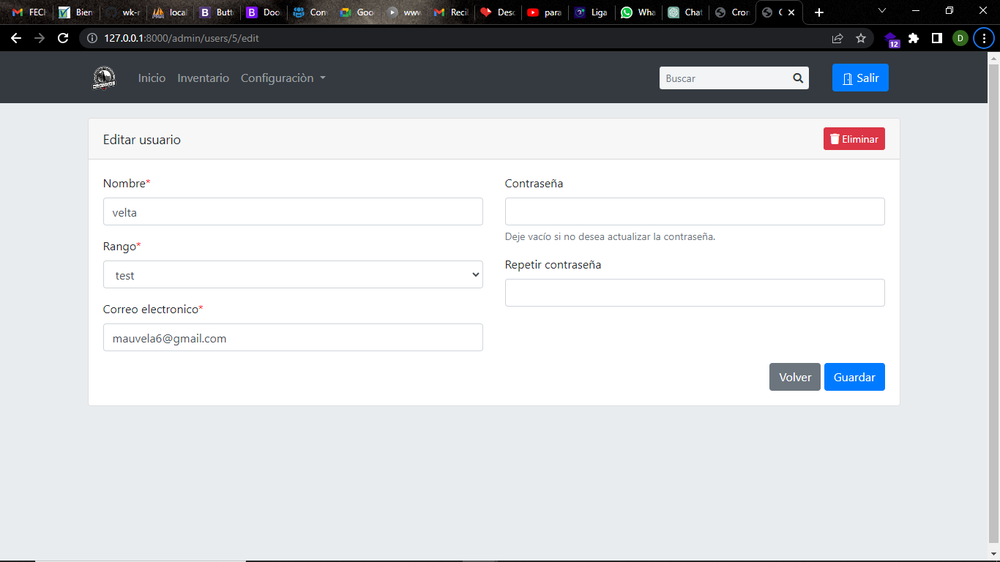 FECH
Bien
wk-r
local
Butt
Doo
Con
Goo
www
Recil
Desc
para
Liga
Wha
Chat
Cron
127.0.0.1:8000/admin/users/5/edit
12
D
Inicio Inventario Configuraciòn
Buscar
Salir
Editar usuario
Eliminar
Nombre*
velta
Rango*
test
Correo electronico*
mauvela6@gmail.com
Contraseña
Deje vacío si no desea actualizar la contraseña.
Repetir contraseña
Volver
Guardar